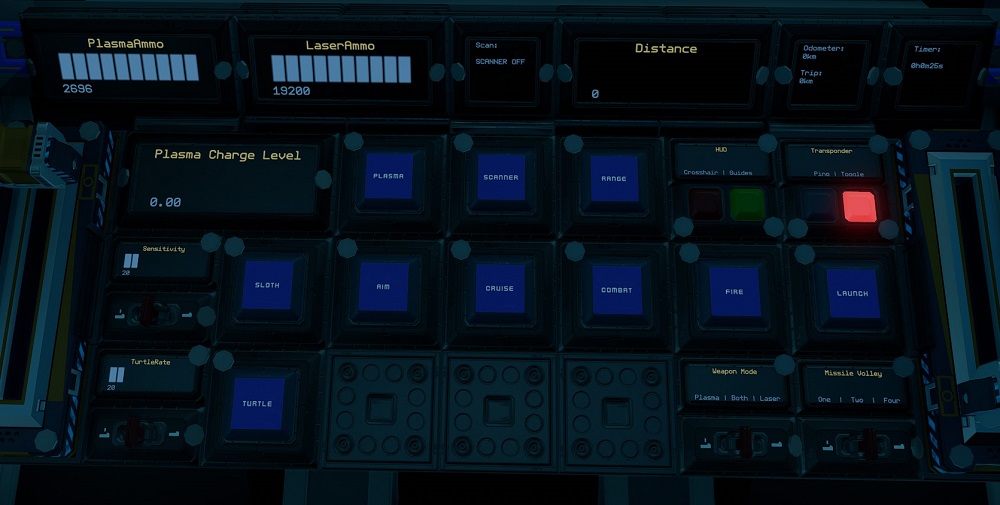 PlasmaAmmo
2696
LaserAmmo
19200
Scan:
SCANNER OFF
Distance
0
Odometer:
0km
Trip:
0km
Timer:
0h0m25s
Plasma Charge Level
0.00
PLASMA
SCANNER
RANGE
HUD
Crosshair | Guides
Transponder
Ping | Toggle
Sensitivity
20
SLOTH
AIM
CRUISE
COMBAT
FIRE
LAUNCH
TurtleRate
20
TURTLE
Weapon Mode
Plasma | Both | Laser
Missile Volley
One | Two | Four